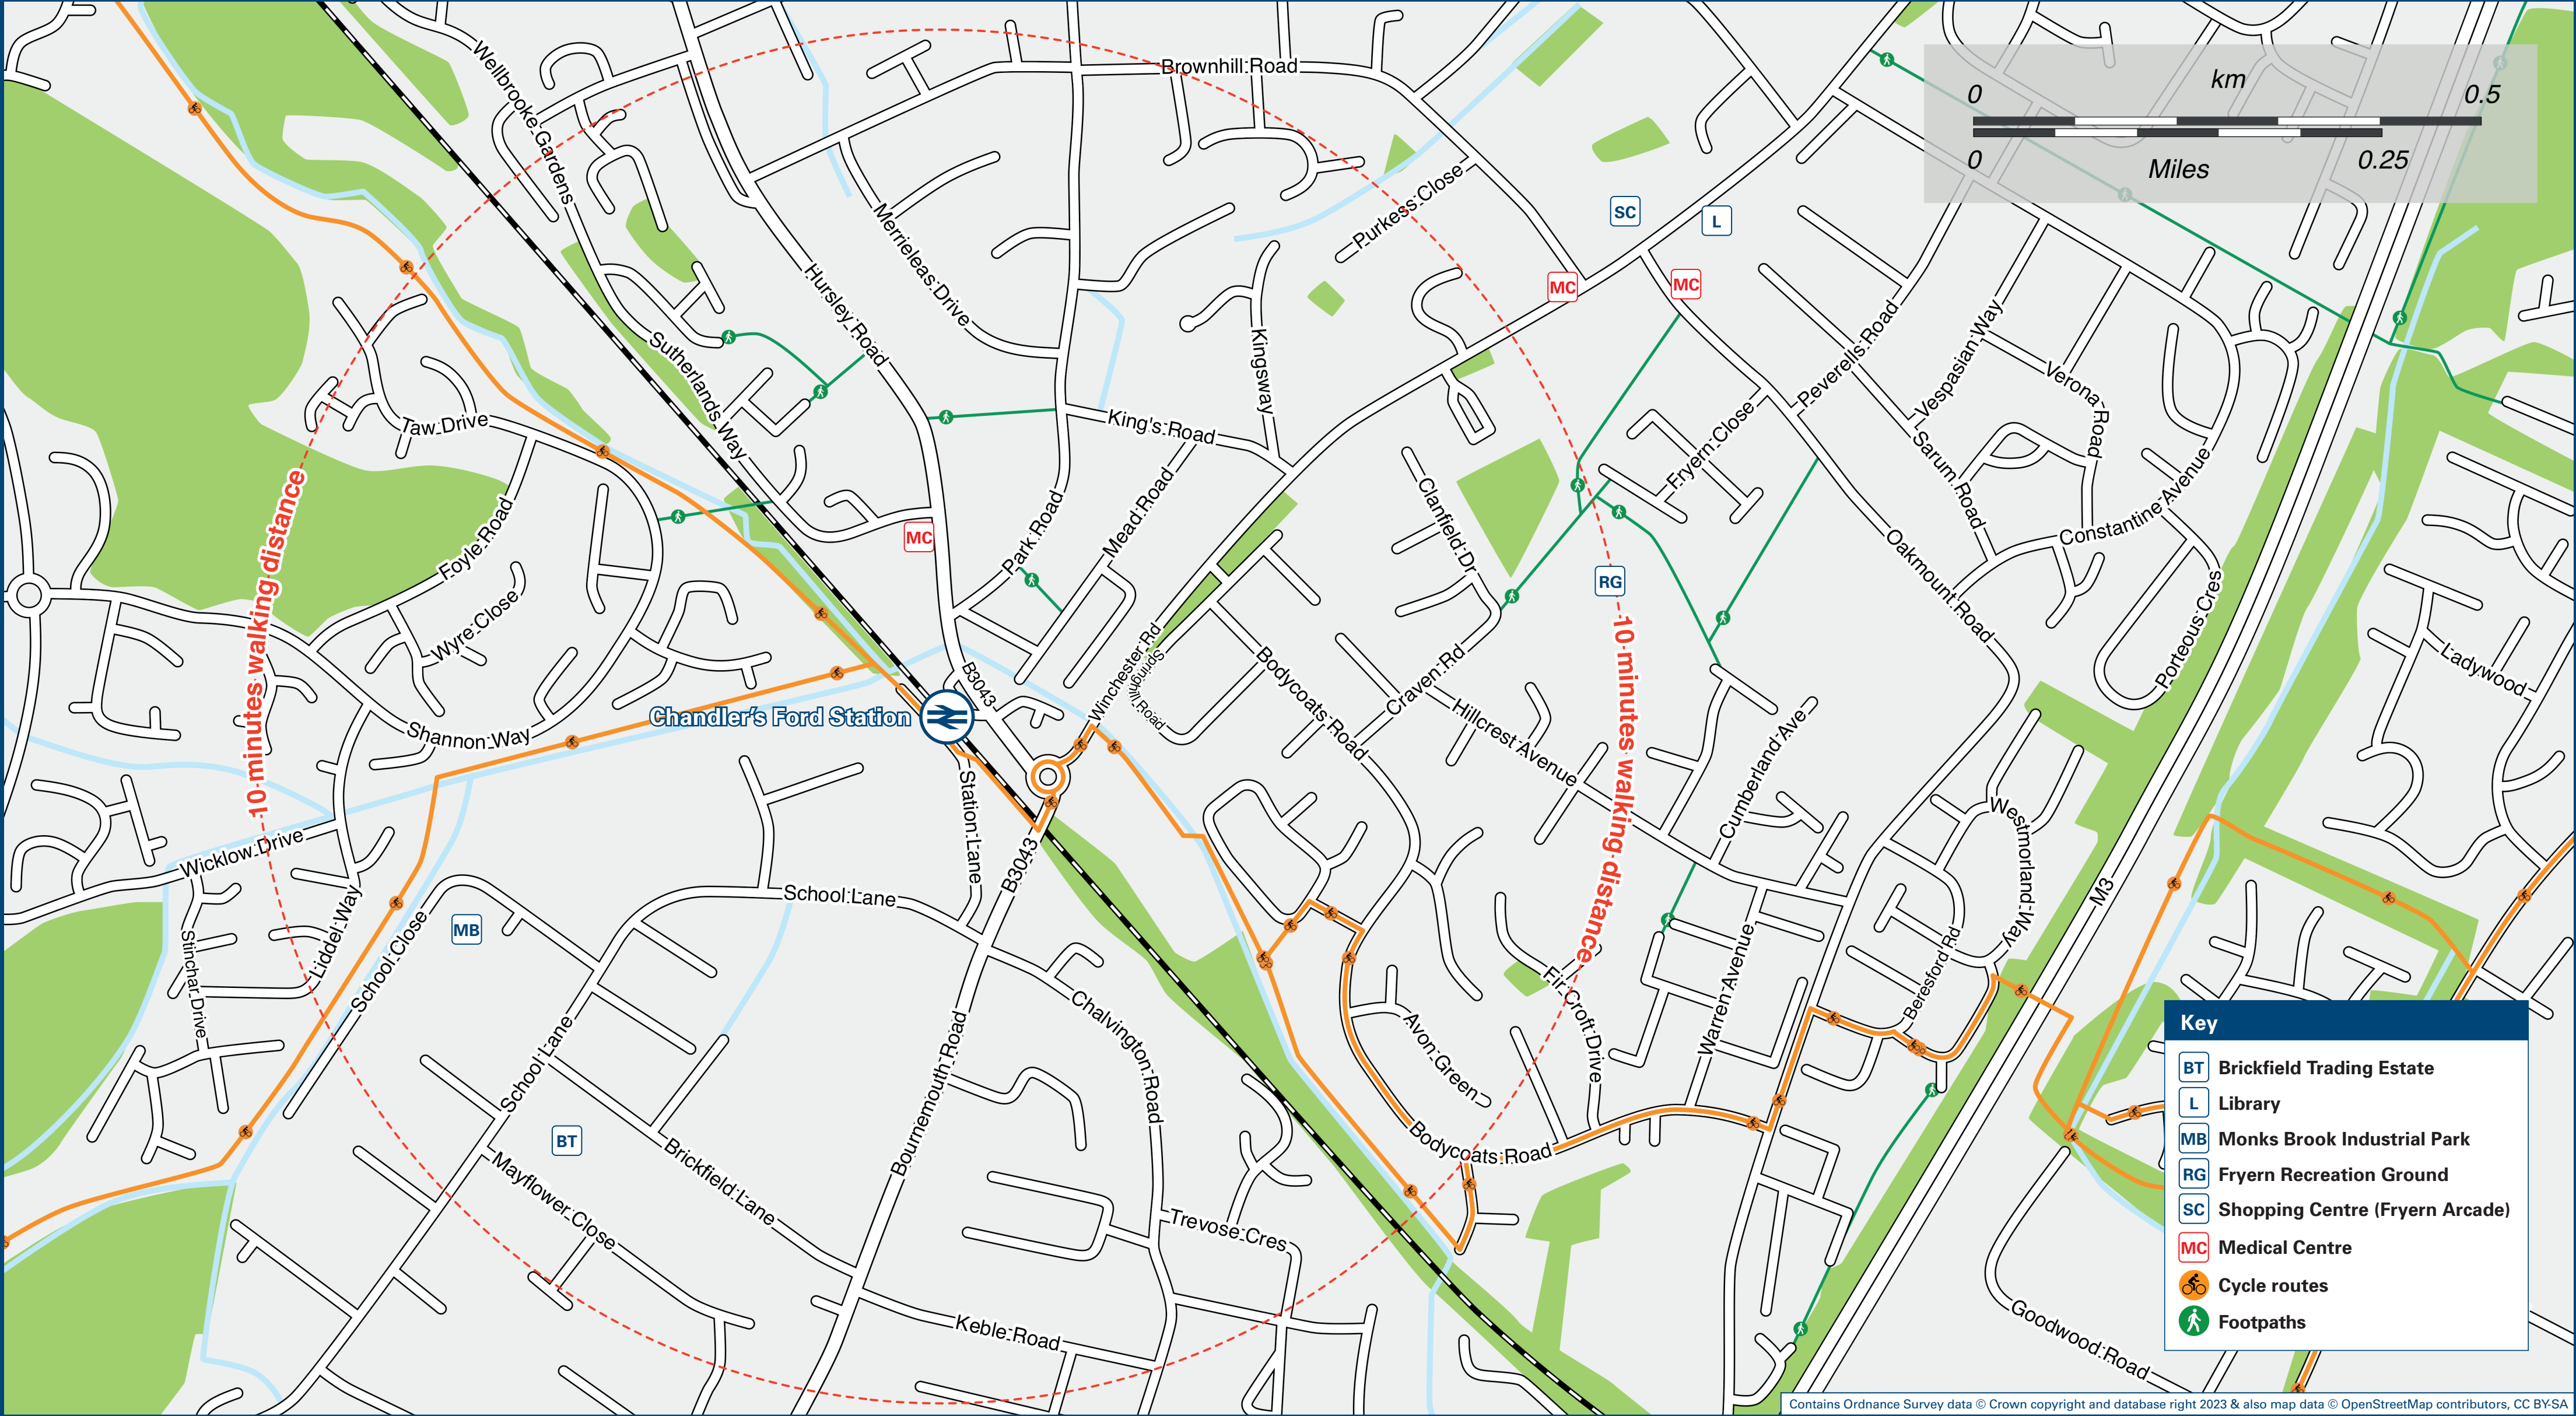 Wellbrooke Gardens
Brownhill Road
km
0 0.5
0 0.25
Miles
Purkess Close
SC
L
MC
MC
Merrieleas Drive
Hursley Road
Kingsway
Peverells Road
Vespasian Way
Verona Road
Sutherlands Way
Taw Drive
King's Road
Fryern Close
Sarum Road
Constantine Avenue
10 minutes walking distance
Foyle Road
MC
Park Road
Mead Road
Clanfield Dr
RG
Oakmount Road
Porteous Cres
Wyre Close
Winchester Rd
Springhill Road
Bodycoats Road
Craven Rd
10 minutes walking distance
Ladywood
B3043
Chandler's Ford Station
Shannon Way
Hillcrest Avenue
Cumberland Ave
Station Lane
B3043
Westmorland Way
M3
Wicklow Drive
School Lane
Liddel Way
School Close
MB
Stinchar Drive
Fir Croft Drive
Warren Avenue
Beresford Rd
Chalvington Road
Bournemouth Road
School Lane
Avon Green
Bodycoats Road
BT
Brickfield Lane
Mayflower Close
Trevose Cres
Keble Road
Goodwood Road
Key
BT Brickfield Trading Estate
L Library
MB Monks Brook Industrial Park
RG Fryern Recreation Ground
SC Shopping Centre (Fryern Arcade)
MC Medical Centre
Cycle routes
Footpaths
Contains Ordnance Survey data © Crown copyright and database right 2023 & also map data © OpenStreetMap contributors, CC BY-SA